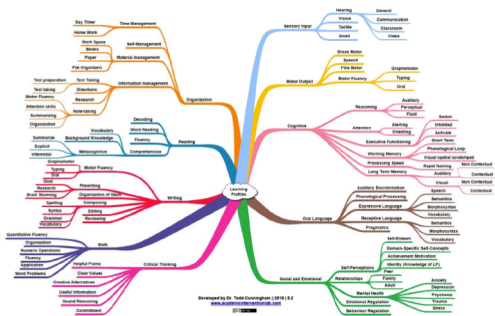 Day Timer
Time Management
Home Work
Self-Management
Work Space
Books
Material management
Paper
File Organizers
Information management
Test preparation
Test Taking
Test taking
Directions
Motor Fluency
Research
Attention skills
Note-taking
Summarizing
Organization
Organization
Decoding
Word Reading
Fluency
Comprehension
Reading
Vocabulary
Summarize
Background Knowledge
Explicit
Metacognitive
Inferential
Graphomotor
Motor Fluency
Typing
Oral
Goal
Planning
Research
Organization of Ideas
Brain Storming
Spelling
Composing
Syntax
Editing
Grammar
Reviewing
Vocabulary
Writing
Quantitative Fluency
Organization
Numeric Operations
Fluency
Application
Word Problems
Math
Helpful Frame
Critical Thinking
Clear Values
Creative Alternatives
Useful Information
Sound Reasoning
Commitment
Learning
Profiles
Sensory Input
Hearing
General
Vision
Communication
Tactile
Classroom
Smell
Video
Motor Output
Gross Motor
Speech
Fine Motor
Motor Fluency
Graphomotor
Typing
Oral
Cognitive
Reasoning
Auditory
Perceptual
Fluid
Attention
Alerting
Orienting
Executive Functioning
Switch
Inhibited
Activate
Working Memory
Short Term
Phonological Loop
Visual spatial scratchpad
Processing Speed
Rapid Naming
Non Contextual
Long Term Memory
Auditory
Contextual
Visual
Non Contextual
Speech
Contextual
Oral Language
Auditory Discrimination
Phonological Processing
Expressive Language
Semantics
Morphosyntax
Vocabulary
Receptive Language
Semantics
Morphosyntax
Pragmatics
Vocabulary
Social and Emotional
Self-Perceptions
Self-Esteem
Domain-Specific Self-Concepts
Achievement Motivation
Identity (Knowledge of LP)
Relationships
Peer
Family
Adult
Mental Health
Anxiety
Depression
Psychosis
Trauma
Emotional Regulation
Stress
Behaviour Regulation
Developed by Dr. Todd Cunningham | 2019 | 5.2
www.academicinterventionlab.com